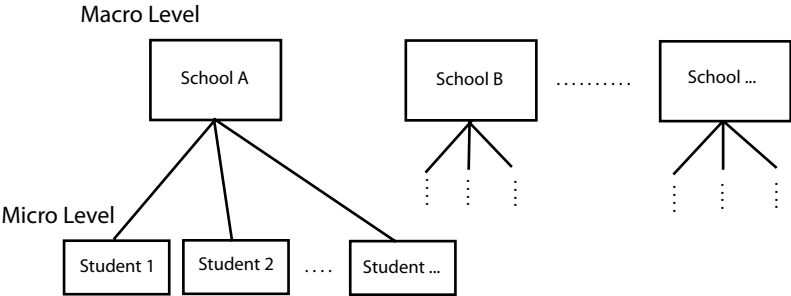 Macro Level
School A
School B
..........
School ...
Micro Level
Student 1
Student 2
....
Student ...